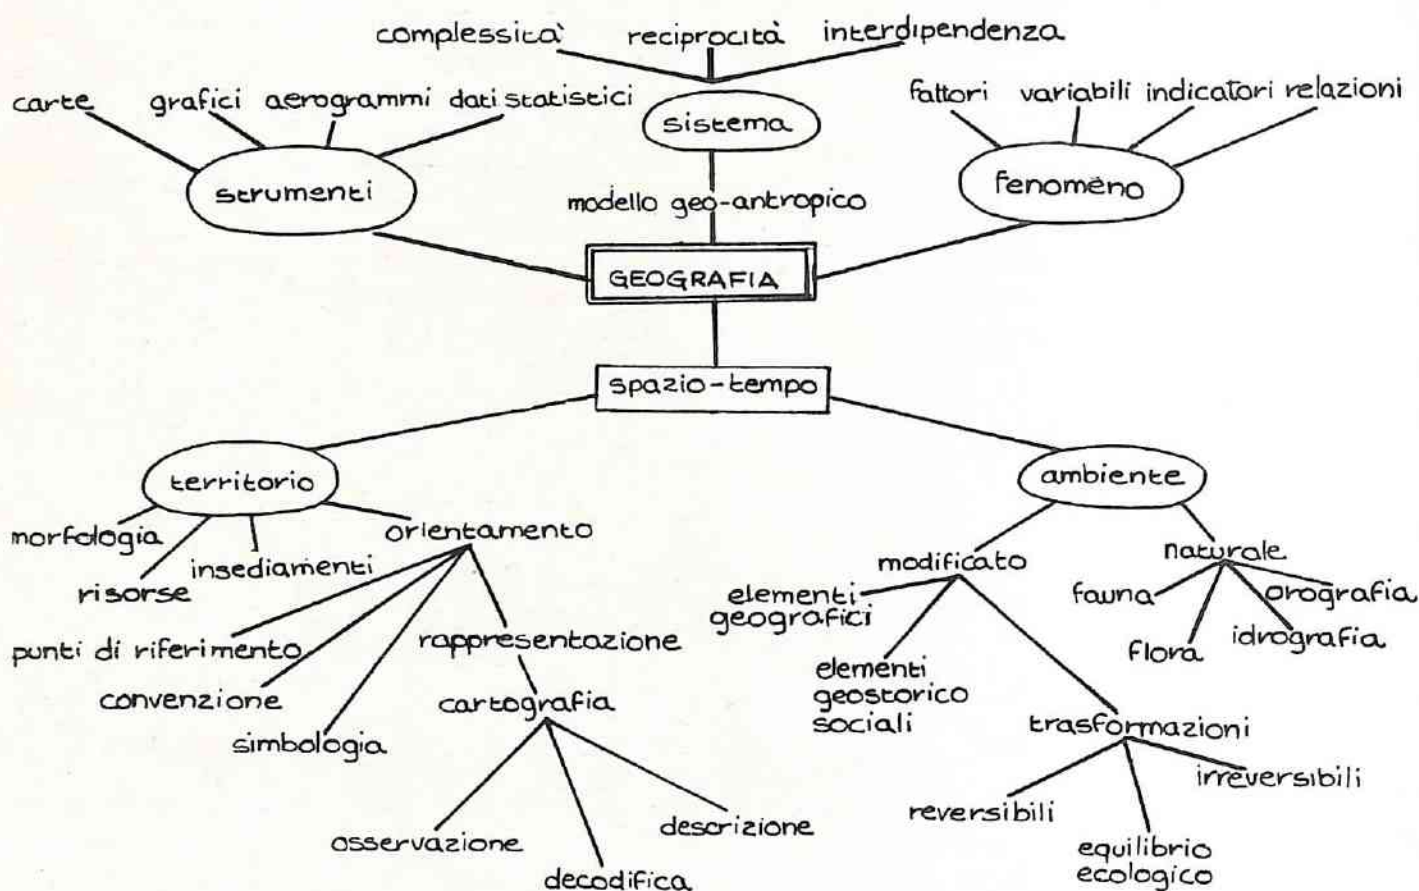 complessità reciprocità interdipendenza
carte grafici aerogrammi dati statistici
sistema
fattori variabili indicatori relazioni
strumenti
modello geo-antropico
fenomeno
GEOGRAFIA
spazio-tempo
territorio
ambiente
morfologia
risorse
insediamenti
orientamento
modificato
naturale
elementi
geografici
fauna
orografia
flora
idrografia
punti di riferimento
rappresentazione
convenzione
simbologia
cartografia
elementi
geostorico
sociali
trasformazioni
irreversibili
reversibili
osservazione
descrizione
decodifica
equilibrio
ecologico